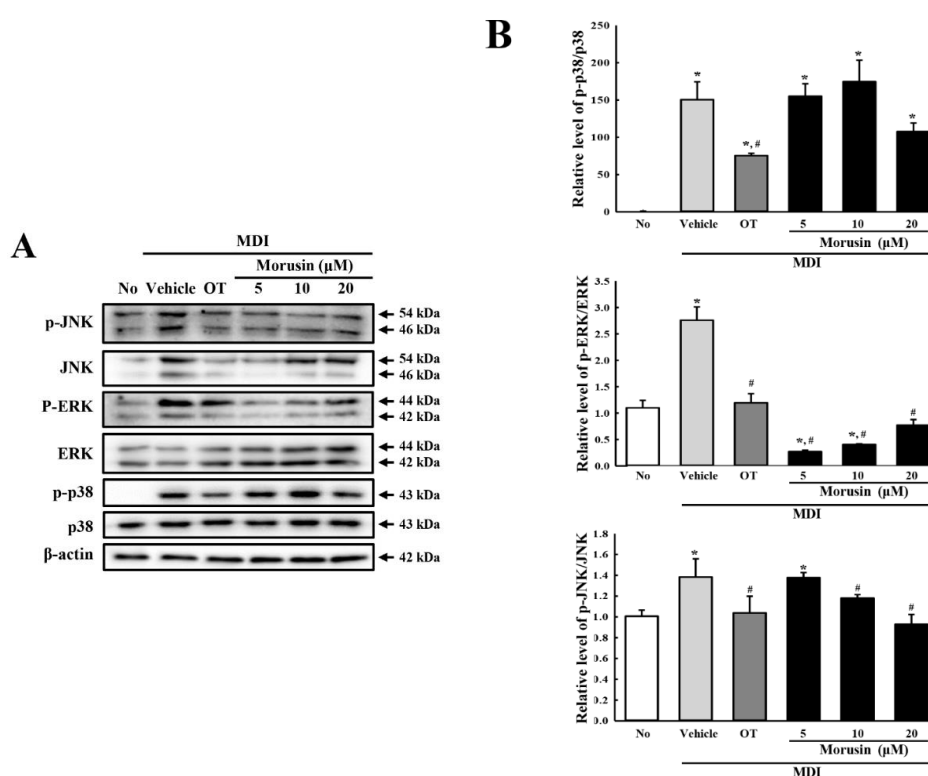 A
MDI
Morusin (μM)
No Vehicle OT 5 10 20
p-JNK 54 kDa
46 kDa
JNK 54 kDa
46 kDa
P-ERK 44 kDa
42 kDa
ERK 44 kDa
42 kDa
p-p38 43 kDa
p38 43 kDa
β-actin 42 kDa
B
Relative level of p-p38/p38
250
200
150
100
50
0
* *, # * * *
No Vehicle OT 5 10 20
Morusin (μM)
MDI
Relative level of p-ERK/ERK
3.5
3.0
2.5
2.0
1.5
1.0
0.5
0.0
* # *, # *, # #
No Vehicle OT 5 10 20
Morusin (μM)
MDI
Relative level of p-JNK/JNK
1.8
1.6
1.4
1.2
1.0
0.8
0.6
0.4
0.2
0.0
* # * # #
No Vehicle OT 5 10 20
Morusin (μM)
MDI